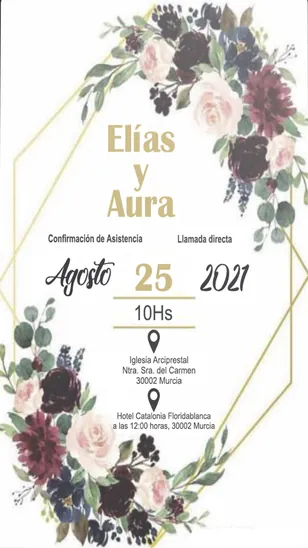 Elías
y
Aura
Confirmación de Asistencia Llamada directa
Agosto 25 2021
10Hs
Iglesia Arciprestal
Ntra. Sra. del Carmen
30002 Murcia
Hotel Catalonia Floridablanca
a las 12:00 horas, 30002 Murcia